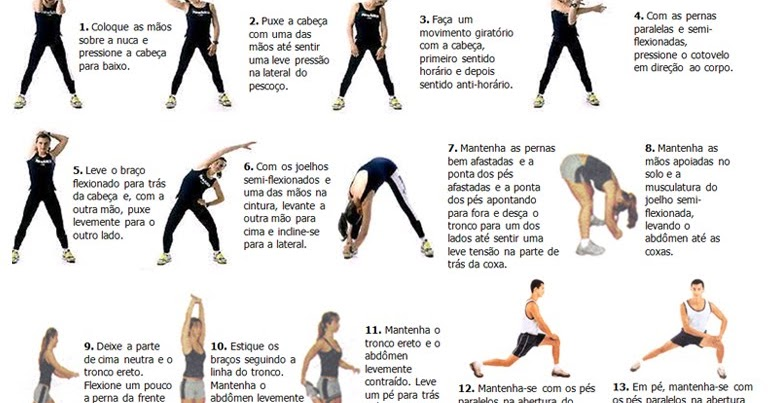 1. Coloque as mãos
sobre a nuca e
pressione a cabeça
para baixo.
2. Puxe a cabeça
com uma das
mãos até sentir
uma leve pressão
na lateral do
pescoço.
3. Faça um
movimento giratório
com a cabeça,
primeiro sentido
horário e depois
sentido anti-horário.
4. Com as pernas
paralelas e semi-
flexionadas,
pressione o cotovelo
em direção ao corpo.
5. Leve o braço
flexionado para trás
da cabeça e, com a
outra mão, puxe
levemente para o
outro lado.
6. Com os joelhos
semi-flexionados e
uma das mãos na
cintura, levante a
outra mão para
cima e incline-se
para a lateral.
7. Mantenha as pernas
bem afastadas e a
ponta dos pés
afastadas e a ponta
dos pés apontando
para fora e desça o
tronco para um dos
lados até sentir uma
leve tensão na parte de
trás da coxa.
8. Mantenha as
mãos apoiadas no
solo e a
musculatura do
joelho semi-
flexionada,
levando o
abdômen até as
coxas.
9. Deixe a parte
de cima neutra e o
tronco ereto.
Flexione um pouco
a perna da frente
10. Estique os
braços seguindo a
linha do tronco.
Mantenha o
abdômen levemente
11. Mantenha o
tronco ereto e o
abdômen
levemente
contraído. Leve
um pé para trás
12. Mantenha-se com os pés
paralelos na abertura do
13. Em pé, mantenha-se com
os pés paralelos na abertura